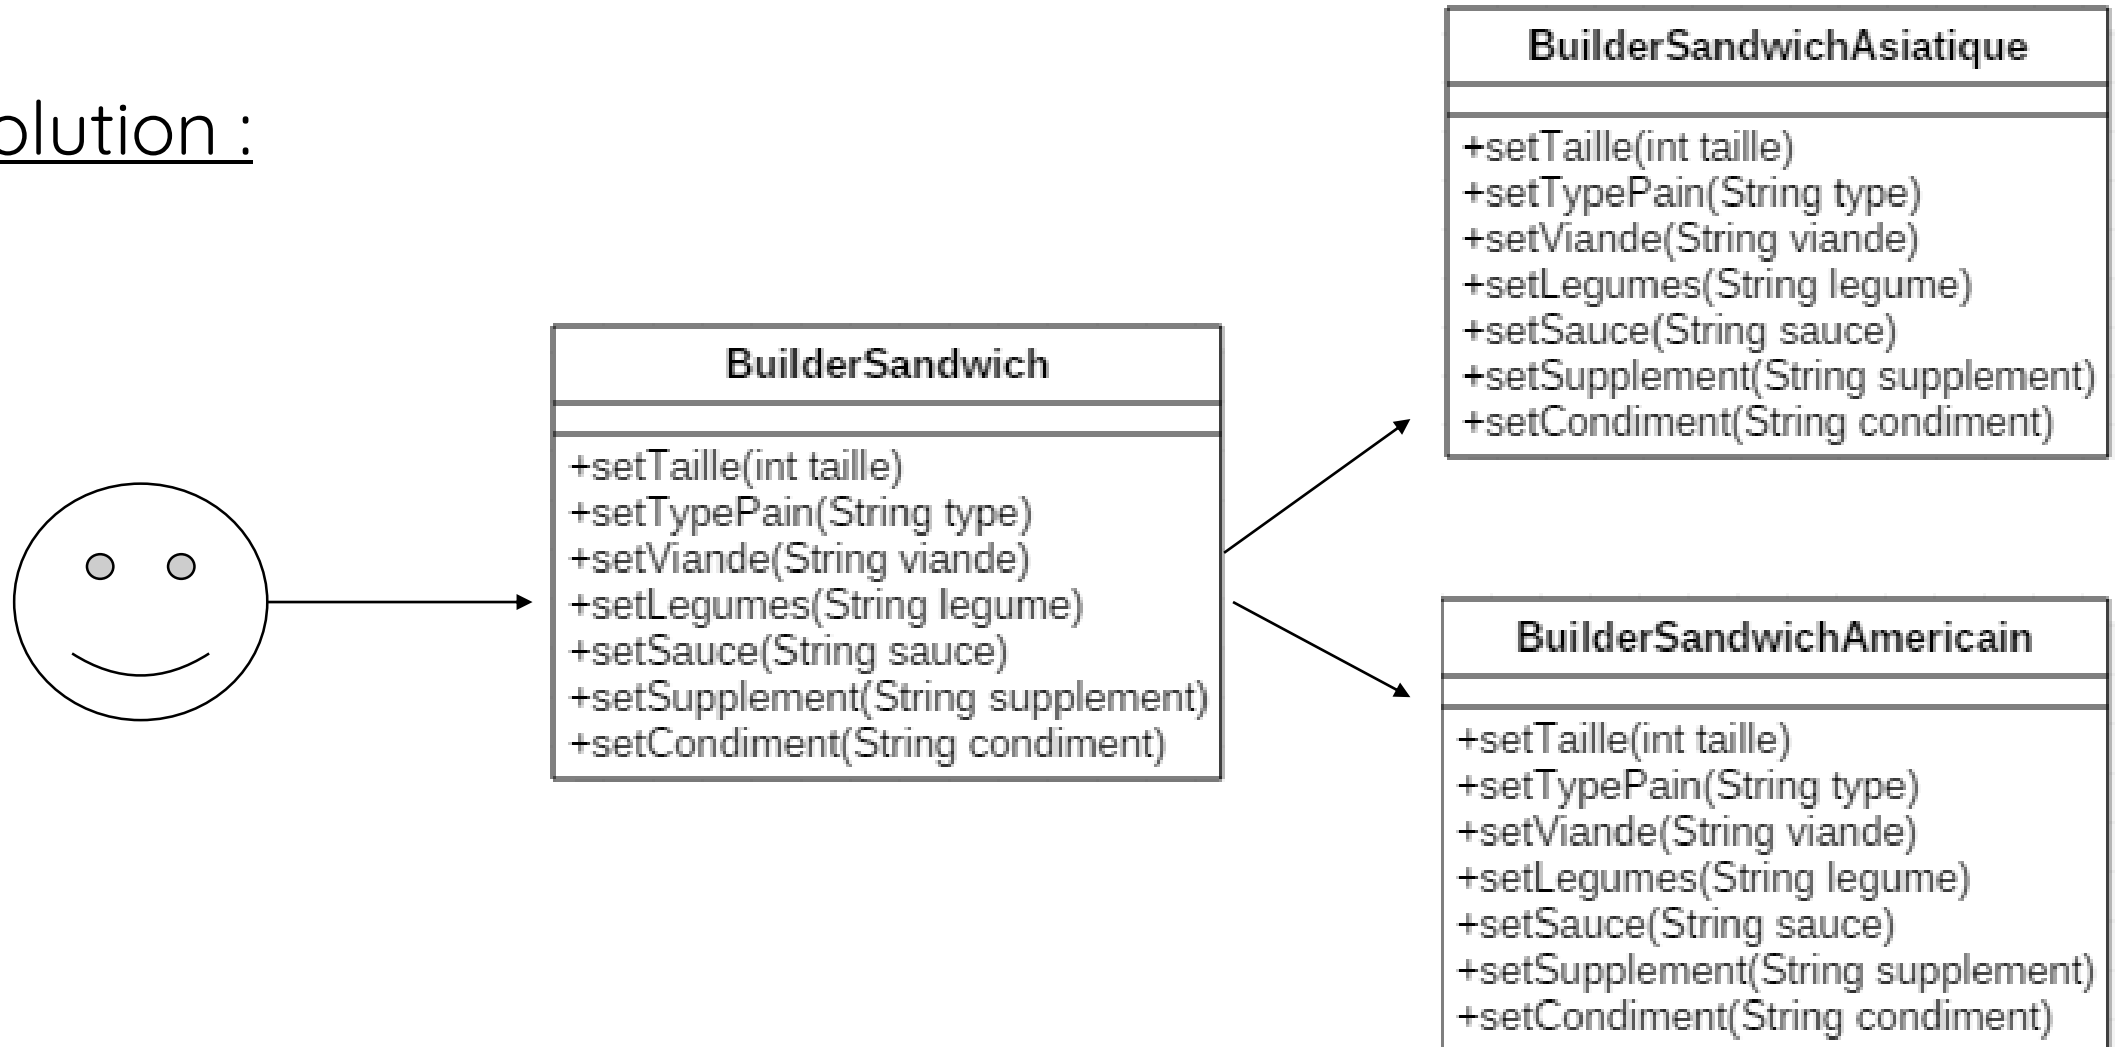 olution :
BuilderSandwich
+setTaille(int taille)
+setTypePain(String type)
+setViande(String viande)
+setLegumes(String legume)
+setSauce(String sauce)
+setSupplement(String supplement)
+setCondiment(String condiment)
BuilderSandwichAsiatique
+setTaille(int taille)
+setTypePain(String type)
+setViande(String viande)
+setLegumes(String legume)
+setSauce(String sauce)
+setSupplement(String supplement)
+setCondiment(String condiment)
BuilderSandwichAmericain
+setTaille(int taille)
+setTypePain(String type)
+setViande(String viande)
+setLegumes(String legume)
+setSauce(String sauce)
+setSupplement(String supplement)
+setCondiment(String condiment)